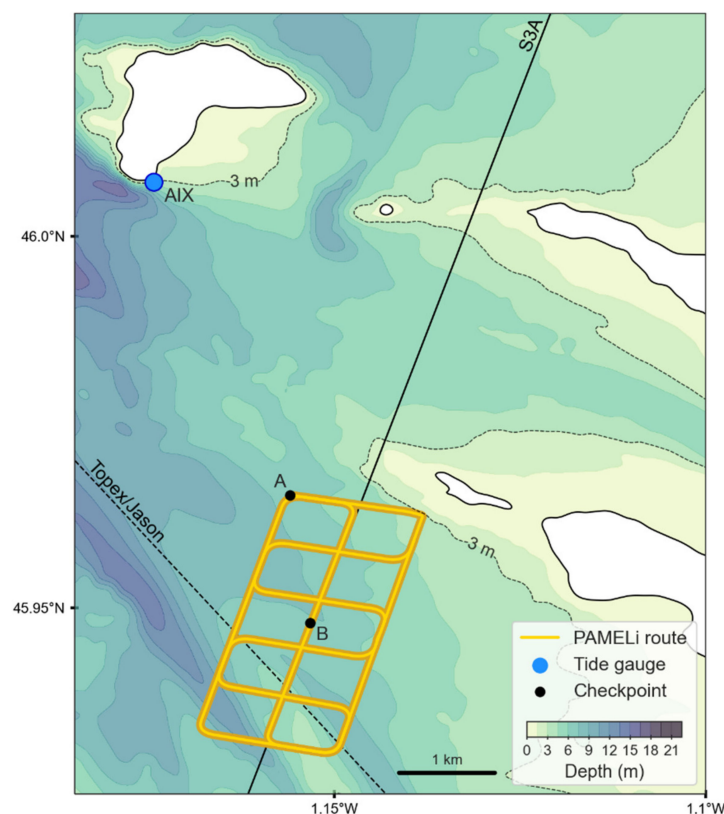 S3A
AIX
3 m
46.0°N
A
Topex/Jason
3 m
45.95°N
B
PAMELi route
Tide gauge
Checkpoint
0 3 6 9 12 15 18 21
Depth (m)
1 km
1.15°W
1.1°W